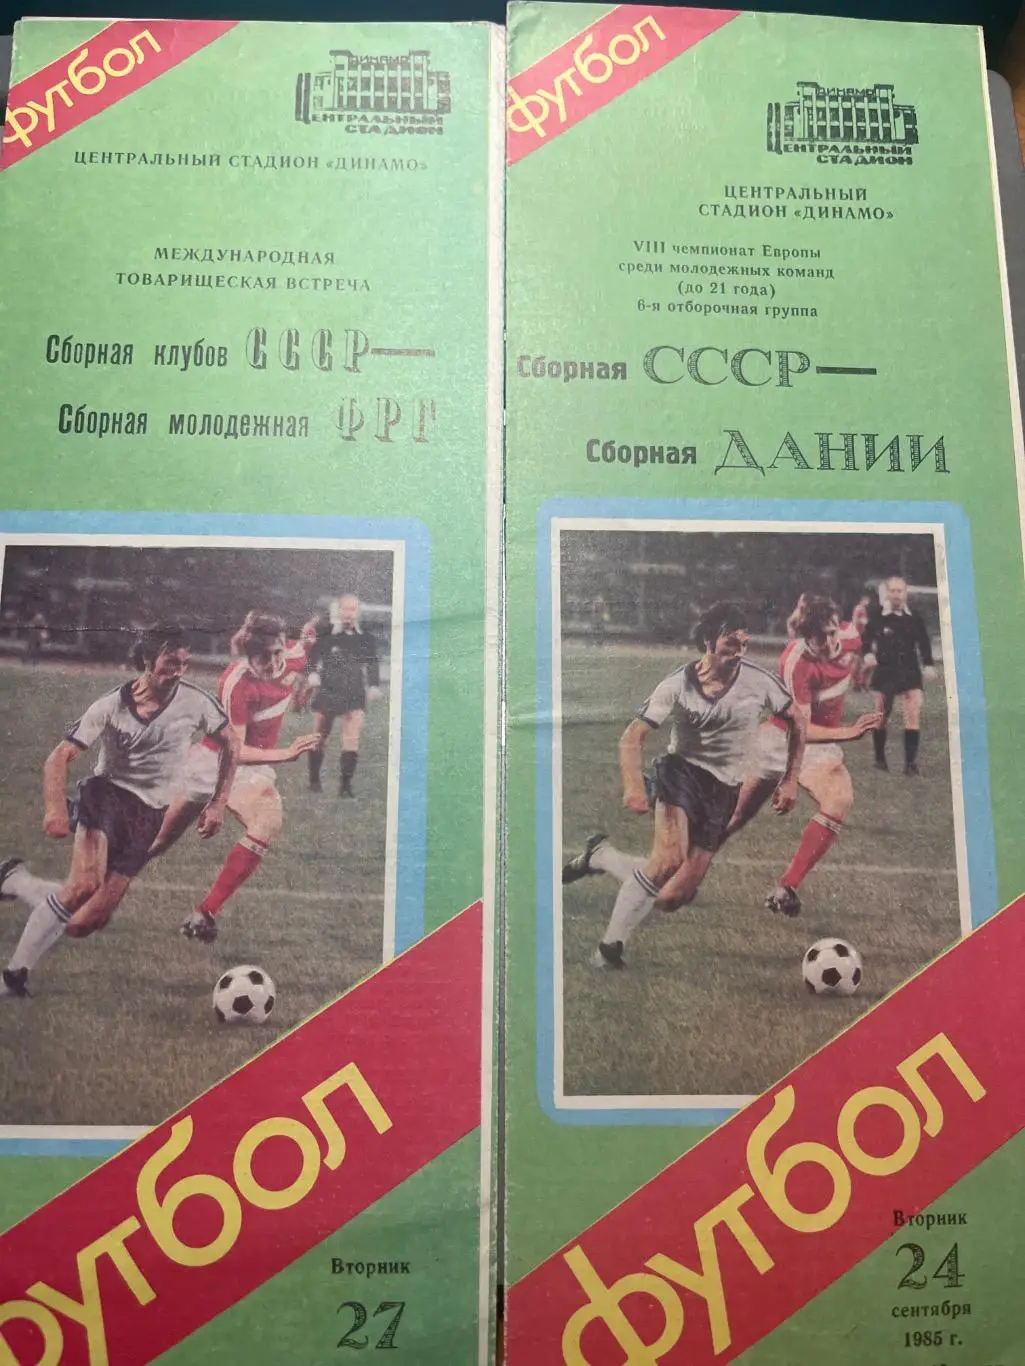 футбол
ДИНАМО
ЦЕНТРАЛЬНЫЙ
СТАДИОН
ЦЕНТРАЛЬНЫЙ СТАДИОН «ДИНАМО»
МЕЖДУНАРОДНАЯ
ТОВАРИЩЕСКАЯ ВСТРЕЧА
Сборная клубов СССР—
Сборная молодежная ФРГ
футбол
Вторник
27
футбол
ДИНАМО
ЦЕНТРАЛЬНЫЙ
СТАДИОН
ЦЕНТРАЛЬНЫЙ
СТАДИОН «ДИНАМО»
VIII чемпионат Европы
среди молодежных команд
(до 21 года)
6-я отборочная группа
Сборная СССР—
Сборная ДАНИИ
футбол
Вторник
24
сентября
1985 г.